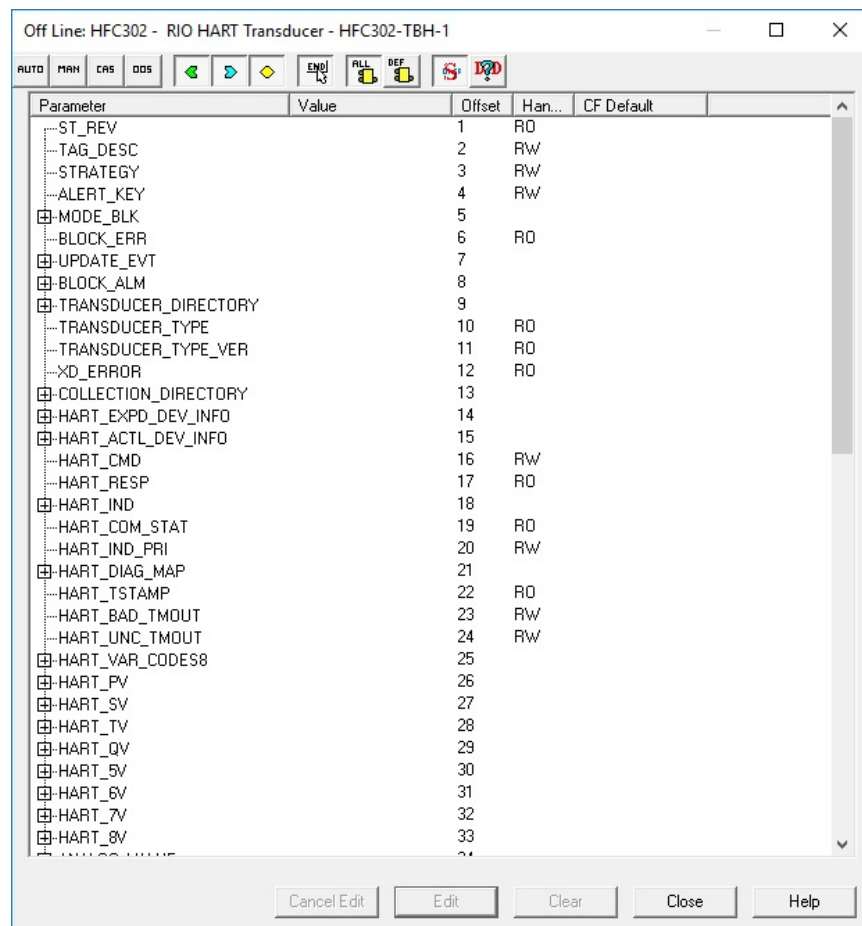 Off Line: HFC302 - RIO HART Transducer - HFC302-TBH-1
AUTO MAN CAS OOS END ALL DEF
Parameter Value Offset Han... CF Default
ST_REV 1 RO
TAG_DESC 2 RW
STRATEGY 3 RW
ALERT_KEY 4 RW
MODE_BLK 5
BLOCK_ERR 6 RO
UPDATE_EVT 7
BLOCK_ALM 8
TRANSDUCER_DIRECTORY 9
TRANSDUCER_TYPE 10 RO
TRANSDUCER_TYPE_VER 11 RO
XD_ERROR 12 RO
COLLECTION_DIRECTORY 13
HART_EXPD_DEV_INFO 14
HART_ACTL_DEV_INFO 15
HART_CMD 16 RW
HART_RESP 17 RO
HART_IND 18
HART_COM_STAT 19 RO
HART_IND_PRI 20 RW
HART_DIAG_MAP 21
HART_TSTAMP 22 RO
HART_BAD_TMOUT 23 RW
HART_UNC_TMOUT 24 RW
HART_VAR_CODES8 25
HART_PV 26
HART_SV 27
HART_TV 28
HART_QV 29
HART_5V 30
HART_6V 31
HART_7V 32
HART_8V 33
Cancel Edit Edit Clear Close Help